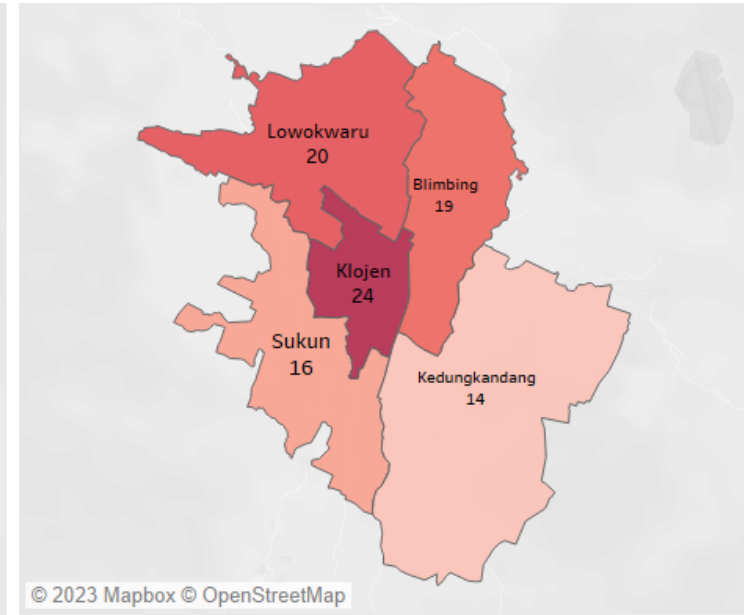 Lowokwaru
20
Blimbing
19
Klojen
24
Sukun
16
Kedungkandang
14
© 2023 Mapbox © OpenStreetMap